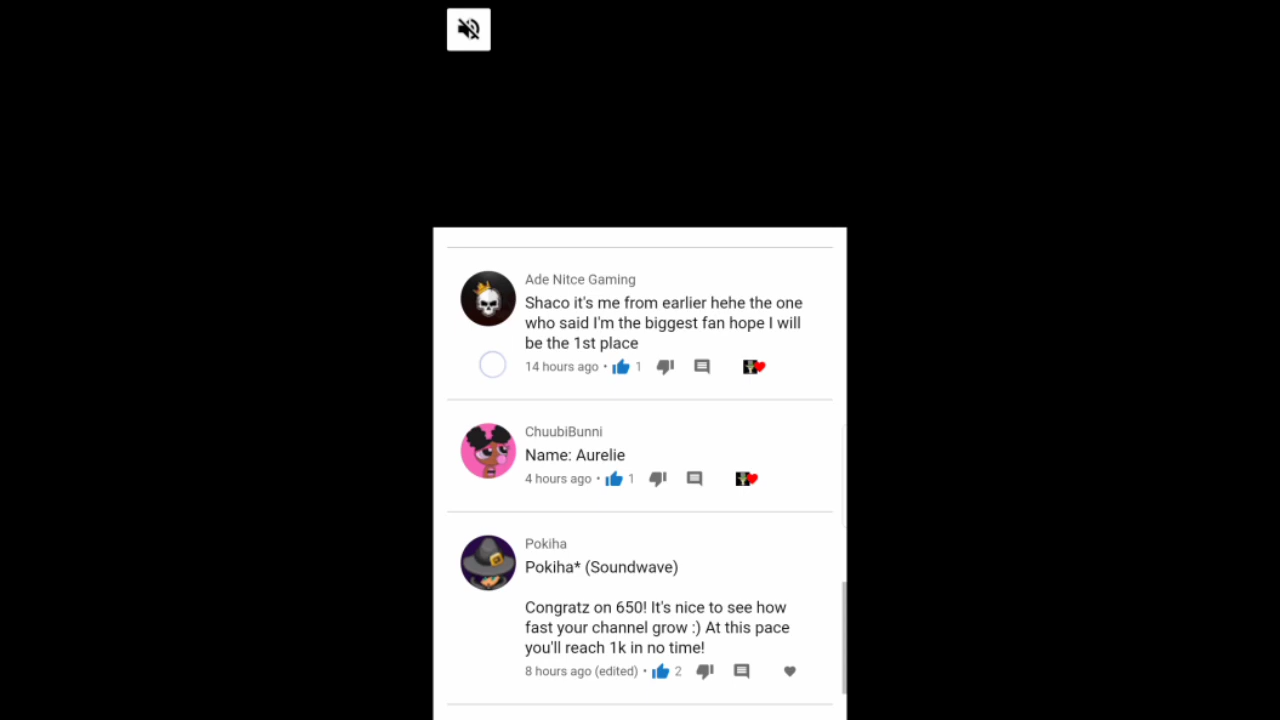 Ade Nitce Gaming
Shaco it's me from earlier hehe the one
who said I'm the biggest fan hope I will
be the 1st place
14 hours ago • 1
ChuubiBunni
Name: Aurelie
4 hours ago • 1
Pokiha
Pokiha* (Soundwave)
Congratz on 650! It's nice to see how
fast your channel grow :) At this pace
you'll reach 1k in no time!
8 hours ago (edited) • 2